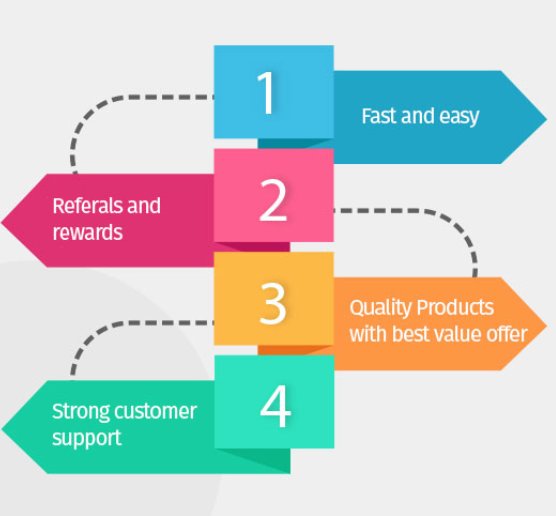 1
Fast and easy
2
Referals and
rewards
3
Quality Products
with best value offer
4
Strong customer
support